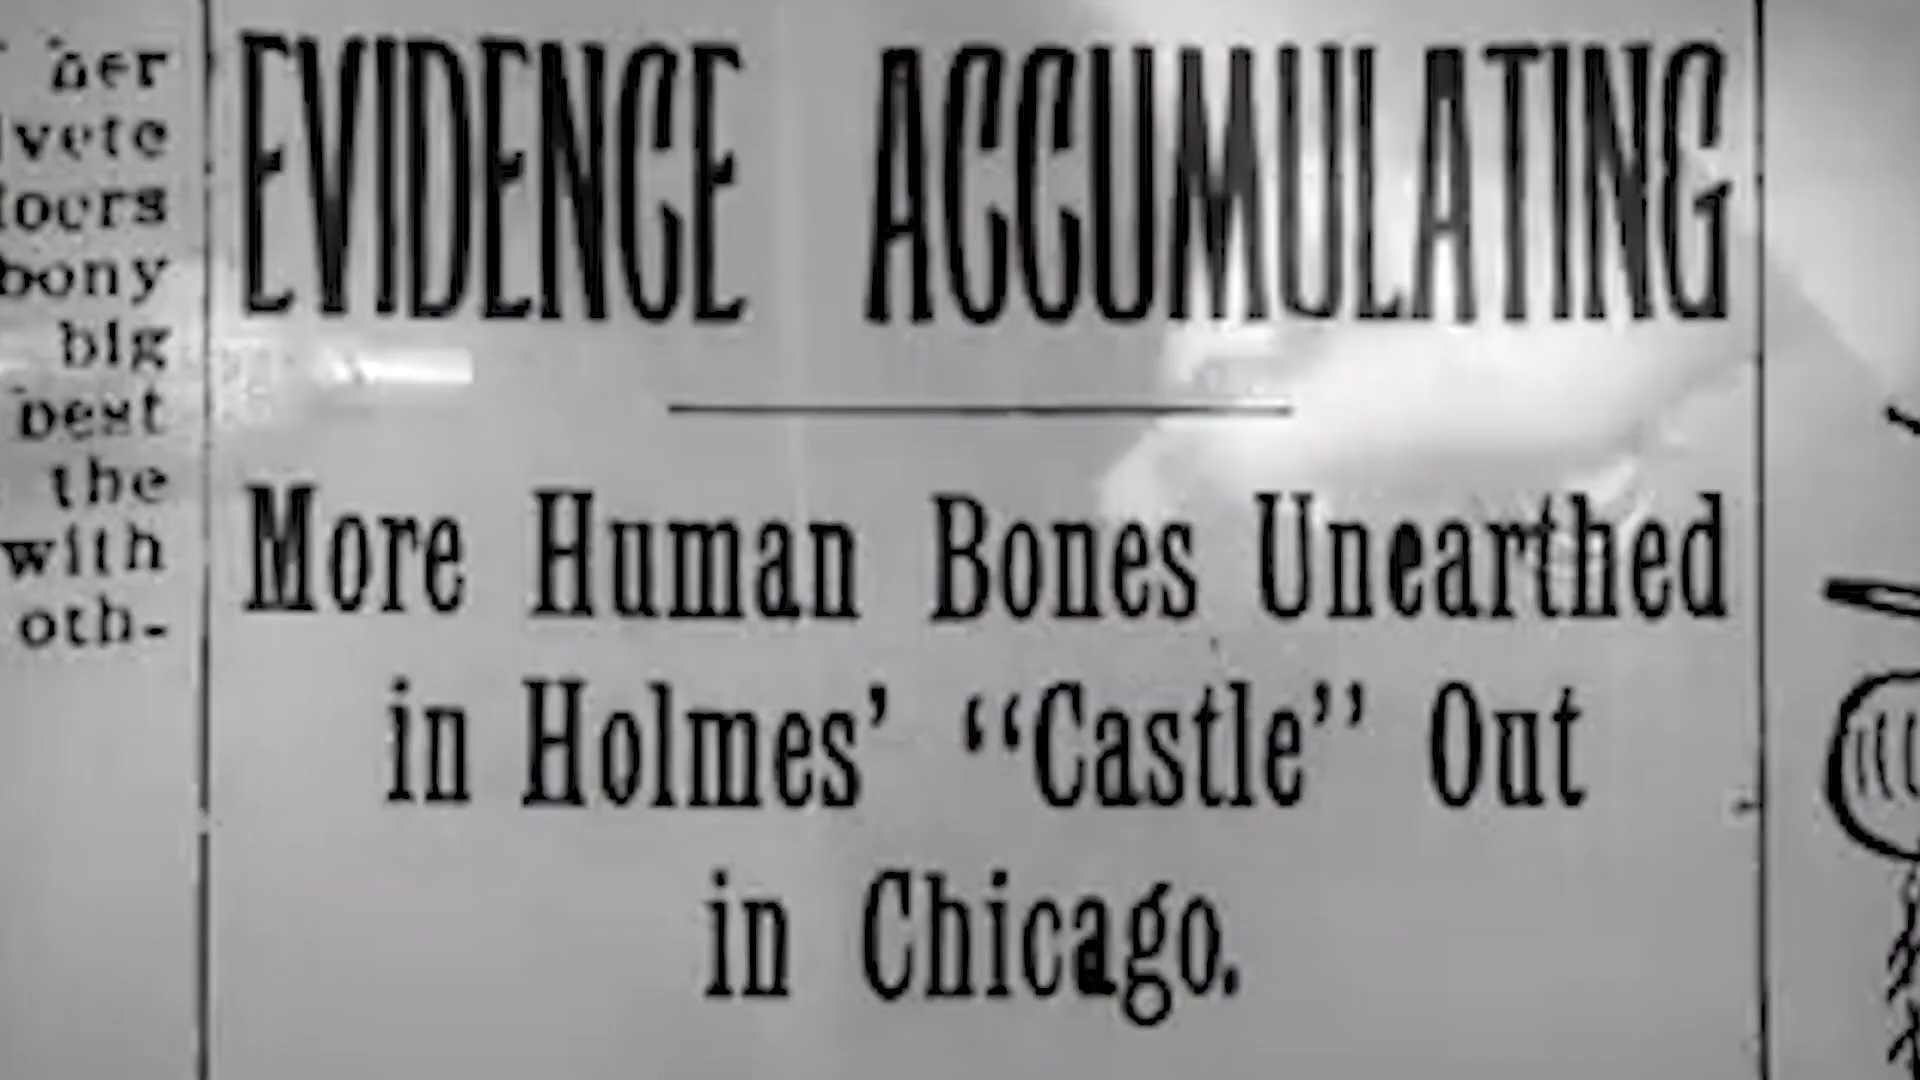 her
vete
bony
big
best
the
with
oth-
EVIDENCE ACCUMULATING
More Human Bones Unearthed
in Holmes’ “Castle” Out
in Chicago.